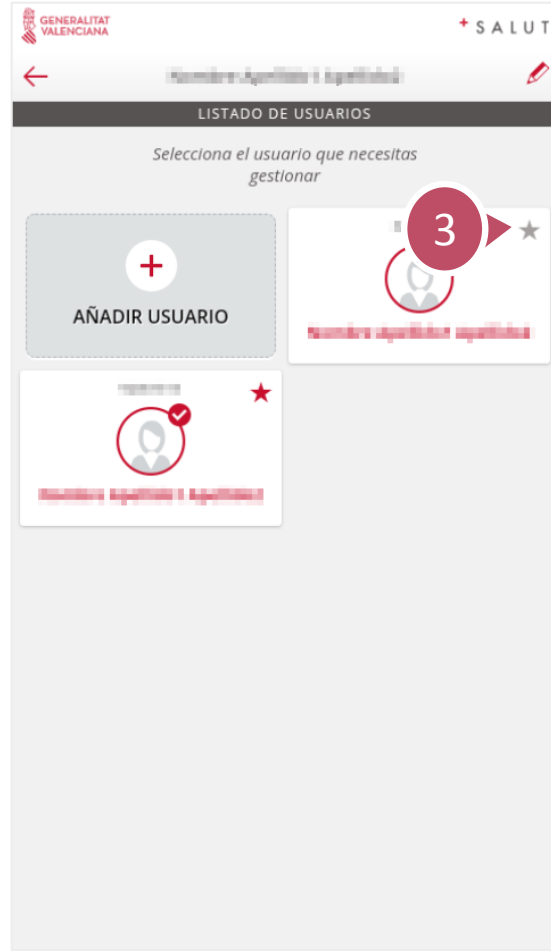 GENERALITAT
VALENCIANA
+ SALUT
LISTADO DE USUARIOS
Selecciona el usuario que necesitas
gestionar
3
AÑADIR USUARIO